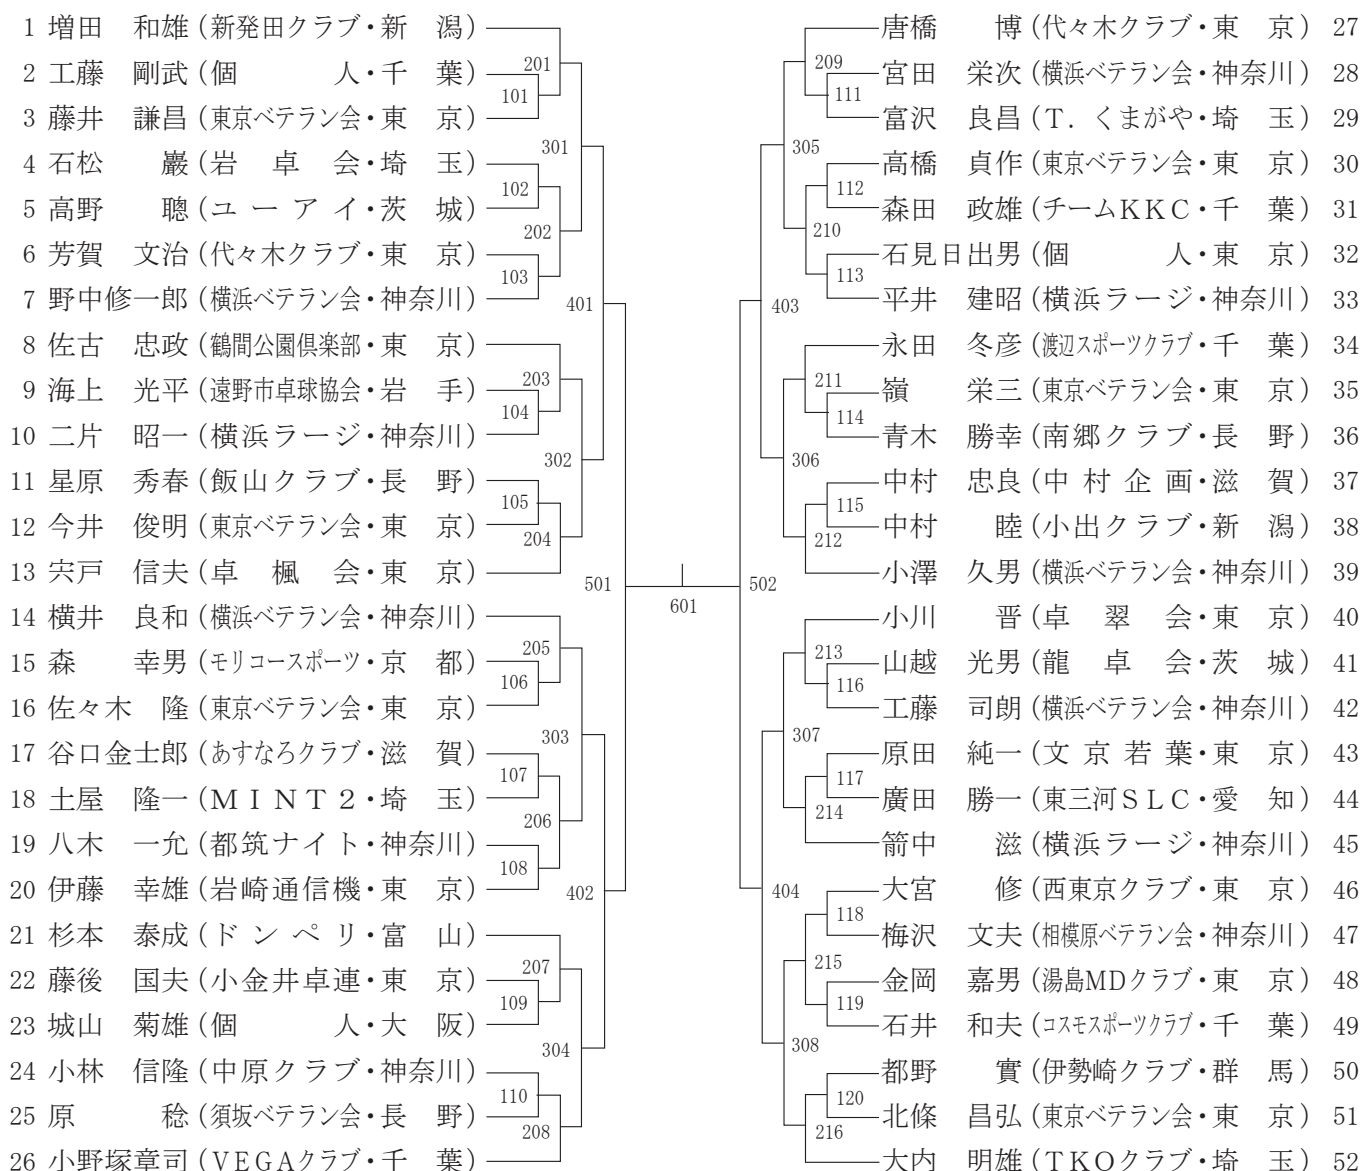 1 増田 和雄 (新発田クラブ・新 潟)
2 工藤 剛武 (個 人・千 葉)
3 藤井 謙昌 (東京ベテラン会・東 京)
4 石松 巖 (岩 卓 会・埼 玉)
5 高野 聰 (ユ ー ア イ・茨 城)
6 芳賀 文治 (代々木クラブ・東 京)
7 野中修一郎 (横浜ベテラン会・神奈川)
8 佐古 忠政 (鶴間公園倶楽部・東 京)
9 海上 光平 (遠野市卓球協会・岩 手)
10 二片 昭一 (横浜ラージ・神奈川)
11 星原 秀春 (飯山クラブ・長 野)
12 今井 俊明 (東京ベテラン会・東 京)
13 宍戸 信夫 (卓 楓 会・東 京)
14 横井 良和 (横浜ベテラン会・神奈川)
15 森 幸男 (モリコースポーツ・京 都)
16 佐々木 隆 (東京ベテラン会・東 京)
17 谷口金士郎 (あすなろクラブ・滋 賀)
18 土屋 隆一 (ＭＩＮＴ２・埼 玉)
19 八木 一允 (都筑ナイト・神奈川)
20 伊藤 幸雄 (岩崎通信機・東 京)
21 杉本 泰成 (ド ン ペ リ・富 山)
22 藤後 国夫 (小金井卓連・東 京)
23 城山 菊雄 (個 人・大 阪)
24 小林 信隆 (中原クラブ・神奈川)
25 原 稔 (須坂ベテラン会・長 野)
26 小野塚章司 (VEGAクラブ・千 葉)
201
101
301
102
202
103
401
203
104
302
105
204
501
205
106
303
107
206
108
402
207
109
304
110
208
601
209
111
305
112
210
113
403
211
114
306
115
212
502
213
116
307
117
214
404
118
215
119
308
120
216
唐橋 博 (代々木クラブ・東 京) 27
宮田 栄次 (横浜ベテラン会・神奈川) 28
富沢 良昌 (Ｔ．くまがや・埼 玉) 29
高橋 貞作 (東京ベテラン会・東 京) 30
森田 政雄 (チームＫＫＣ・千 葉) 31
石見日出男 (個 人・東 京) 32
平井 建昭 (横浜ラージ・神奈川) 33
永田 冬彦 (渡辺スポーツクラブ・千 葉) 34
嶺 栄三 (東京ベテラン会・東 京) 35
青木 勝幸 (南郷クラブ・長 野) 36
中村 忠良 (中 村 企 画・滋 賀) 37
中村 睦 (小出クラブ・新 潟) 38
小澤 久男 (横浜ベテラン会・神奈川) 39
小川 晋 (卓 翠 会・東 京) 40
山越 光男 (龍 卓 会・茨 城) 41
工藤 司朗 (横浜ベテラン会・神奈川) 42
原田 純一 (文 京 若 葉・東 京) 43
廣田 勝一 (東三河ＳＬＣ・愛 知) 44
箭中 滋 (横浜ラージ・神奈川) 45
大宮 修 (西東京クラブ・東 京) 46
梅沢 文夫 (相模原ベテラン会・神奈川) 47
金岡 嘉男 (湯島MDクラブ・東 京) 48
石井 和夫 (コスモスポーツクラブ・千 葉) 49
都野 實 (伊勢崎クラブ・群 馬) 50
北條 昌弘 (東京ベテラン会・東 京) 51
大内 明雄 (ＴＫＯクラブ・埼 玉) 52